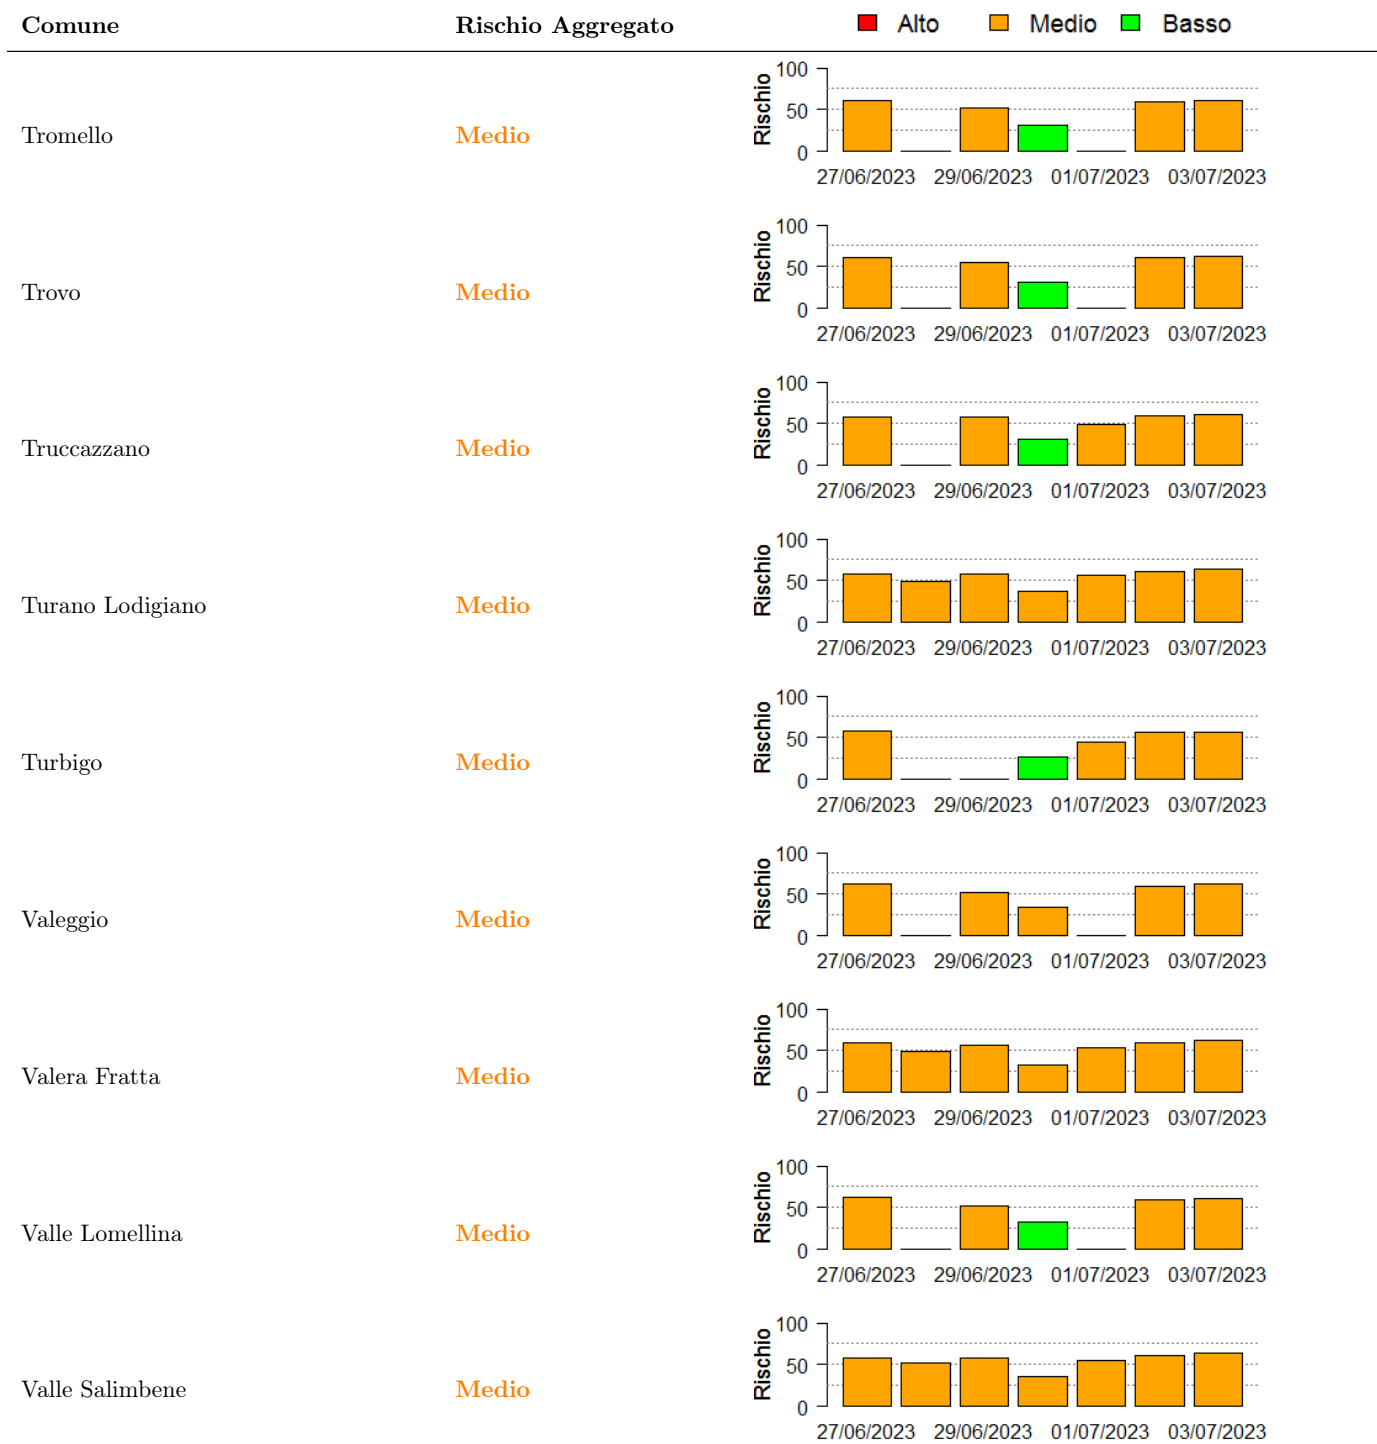 Comune Rischio Aggregato Alto Medio Basso
100
50
0
Rischio
Tromello Medio
27/06/2023 29/06/2023 01/07/2023 03/07/2023
100
50
0
Rischio
Trovo Medio
27/06/2023 29/06/2023 01/07/2023 03/07/2023
100
50
0
Rischio
Truccazzano Medio
27/06/2023 29/06/2023 01/07/2023 03/07/2023
100
50
0
Rischio
Turano Lodigiano Medio
27/06/2023 29/06/2023 01/07/2023 03/07/2023
100
50
0
Rischio
Turbigo Medio
27/06/2023 29/06/2023 01/07/2023 03/07/2023
100
50
0
Rischio
Valeggio Medio
27/06/2023 29/06/2023 01/07/2023 03/07/2023
100
50
0
Rischio
Valera Fratta Medio
27/06/2023 29/06/2023 01/07/2023 03/07/2023
100
50
0
Rischio
Valle Lomellina Medio
27/06/2023 29/06/2023 01/07/2023 03/07/2023
100
50
0
Rischio
Valle Salimbene Medio
27/06/2023 29/06/2023 01/07/2023 03/07/2023